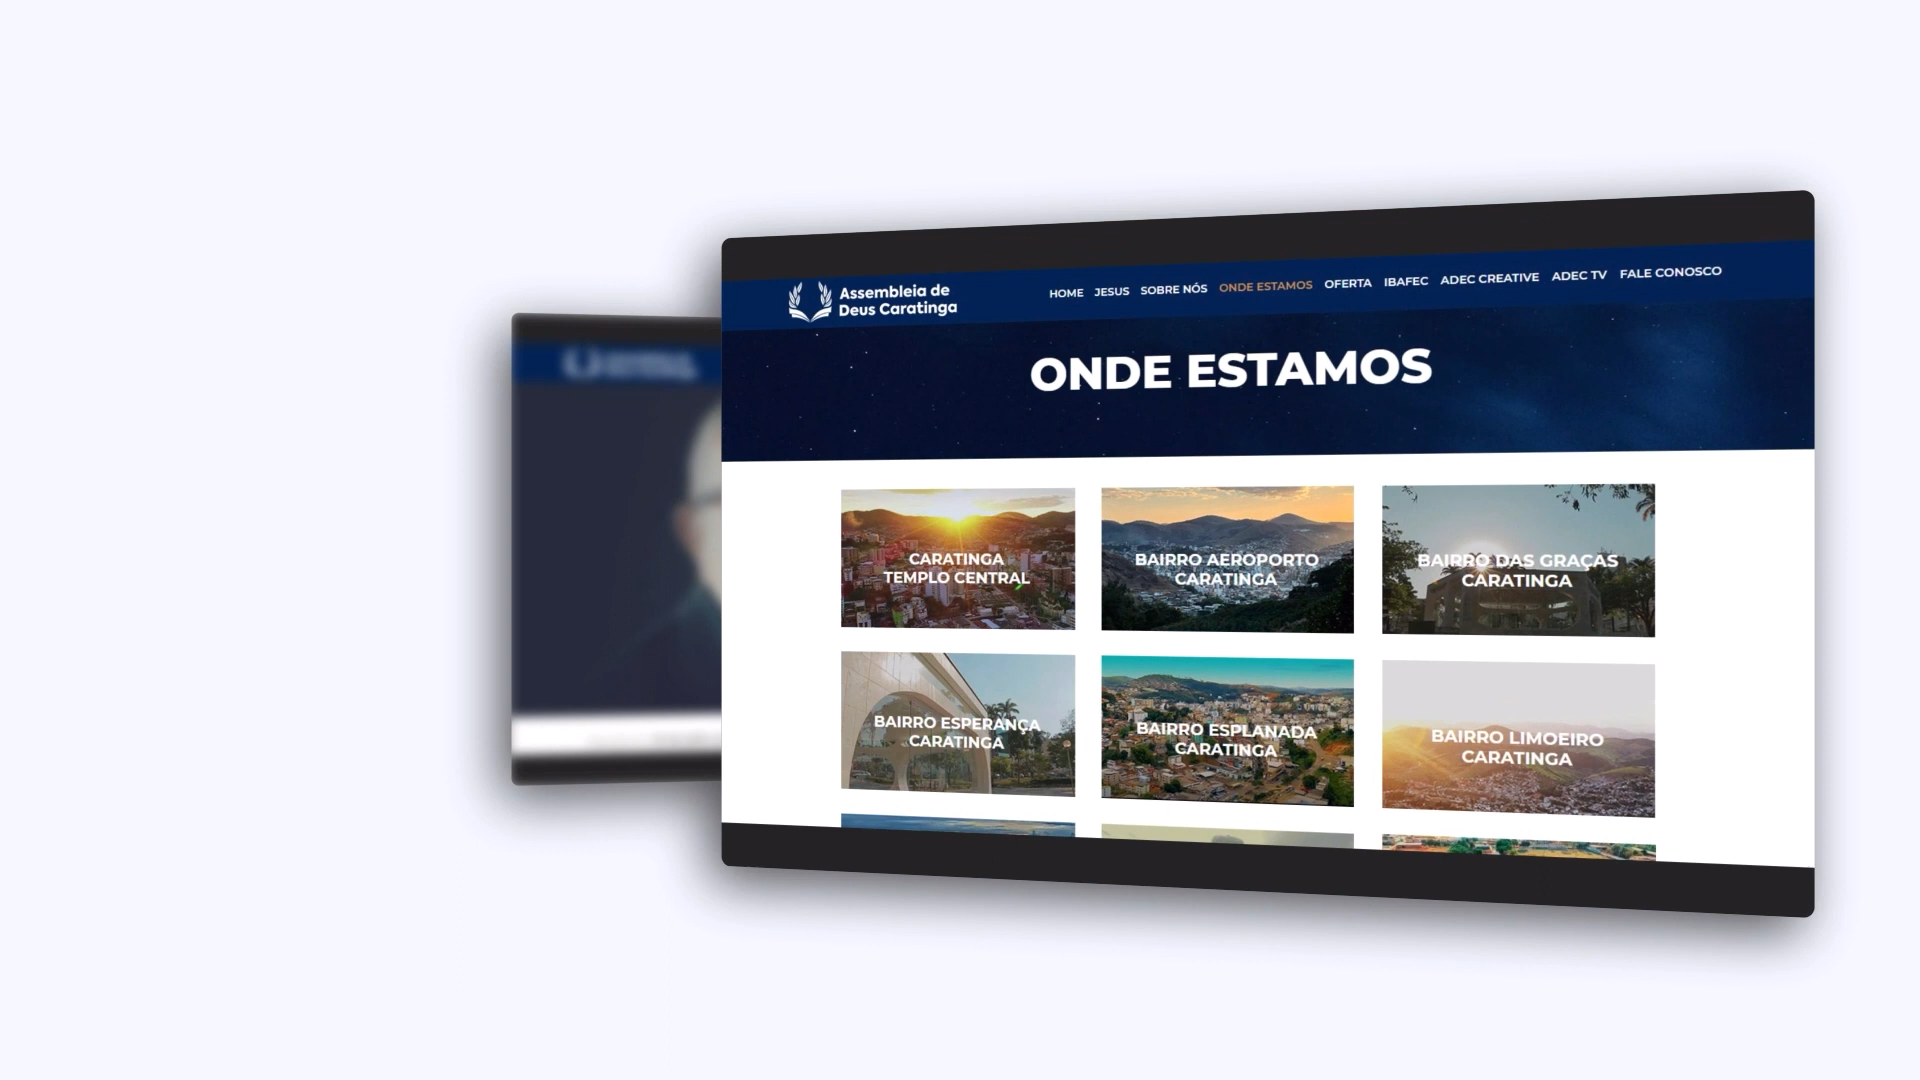 Assembleia de
Deus Caratinga
HOME JESUS SOBRE NÓS ONDE ESTAMOS OFERTA IBAFEC ADEC CREATIVE ADEC TV FALE CONOSCO
ONDE ESTAMOS
CARATINGA
TEMPLO CENTRAL
BAIRRO AEROPORTO
CARATINGA
BAIRRO DAS GRAÇAS
CARATINGA
BAIRRO ESPERANÇA
CARATINGA
BAIRRO ESPLANADA
CARATINGA
BAIRRO LIMOEIRO
CARATINGA